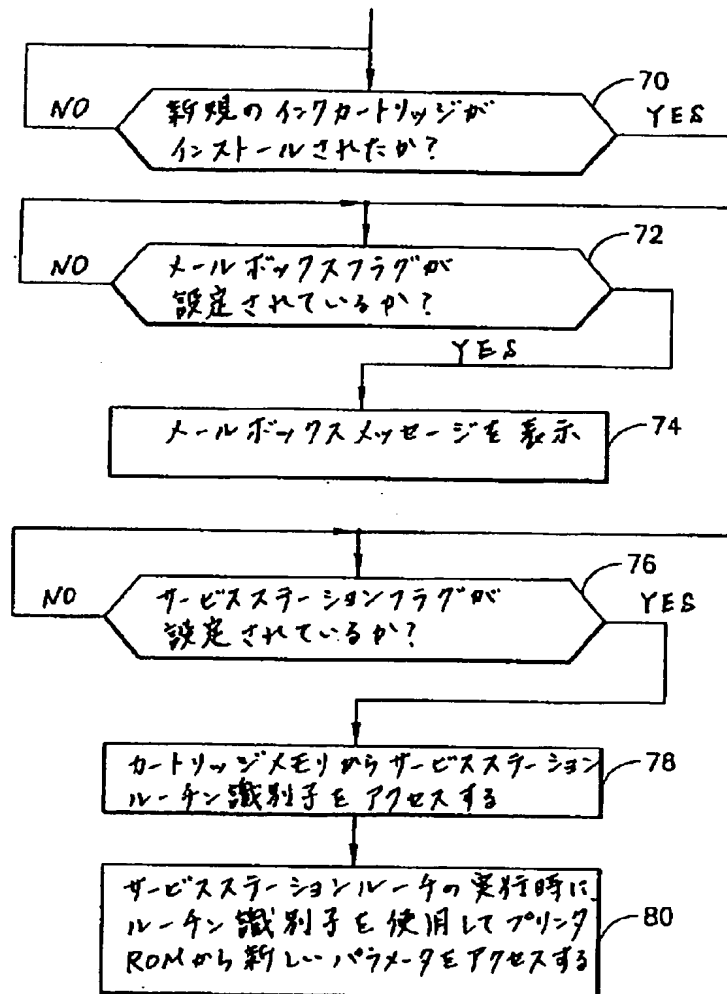 70
新規のインクカートリッジが
インストールされたか?
NO
YES
72
メールボックスフラグが
設定されているか?
NO
YES
メールボックスメッセージを表示
74
76
サービスステーションフラグが
設定されているか?
NO
YES
カートリッジメモリからサービスステーション
ルーチン識別子をアクセスする
78
サービスステーションルーチの実行時に、
ルーチン識別子を使用してプリンタ
ROMから新しいパラメータをアクセスする
80